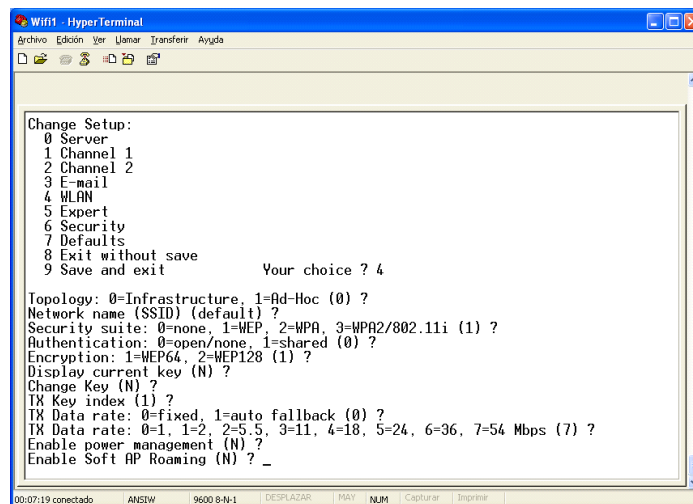 Wifi1 - HyperTerminal
Archivo Edición Ver Llamar Transferir Ayuda
Change Setup:
0 Server
1 Channel 1
2 Channel 2
3 E-mail
4 WLAN
5 Expert
6 Security
7 Defaults
8 Exit without save
9 Save and exit Your choice ? 4
Topology: 0=Infrastructure, 1=Ad-Hoc (0) ?
Network name (SSID) (default) ?
Security suite: 0=none, 1=WEP, 2=WPA, 3=WPA2/802.11i (1) ?
Authentication: 0=open/none, 1=shared (0) ?
Encryption: 1=WEP64, 2=WEP128 (1) ?
Display current key (N) ?
Change Key (N) ?
TX Key index (1) ?
TX Data rate: 0=fixed, 1=auto fallback (0) ?
TX Data rate: 0=1, 1=2, 2=5.5, 3=11, 4=18, 5=24, 6=36, 7=54 Mbps (7) ?
Enable power management (N) ?
Enable Soft AP Roaming (N) ? _
00:07:19 conectado ANSIW 9600 8-N-1 DESPLAZAR MAY NUM Capturar Imprimir